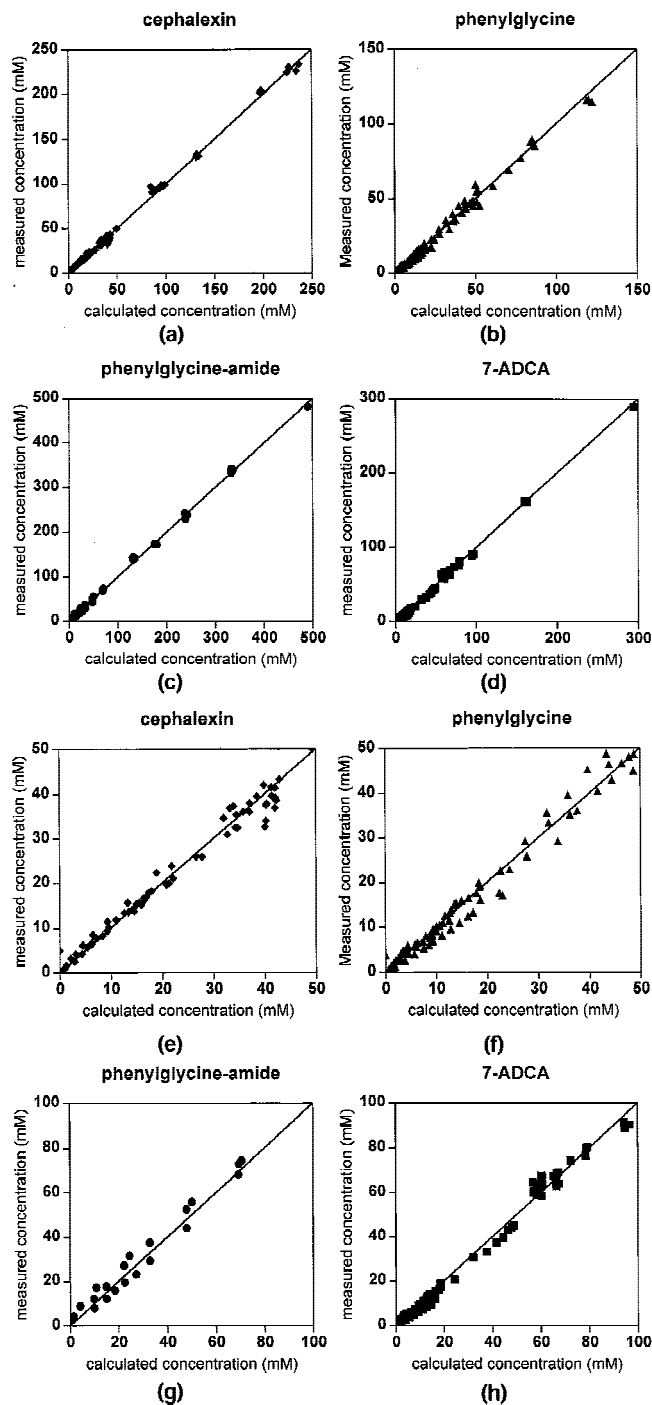 cephalexin
measured concentration (mM)
250
200
150
100
50
0
0 50 100 150 200 250
calculated concentration (mM)
(a)
phenylglycine
Measured concentration (mM)
150
100
50
0
0 50 100 150
calculated concentration (mM)
(b)
phenylglycine-amide
measured concentration (mM)
500
400
300
200
100
0
0 100 200 300 400 500
calculated concentration (mM)
(c)
7-ADCA
measured concentration (mM)
300
200
100
0
0 100 200 300
calculated concentration (mM)
(d)
cephalexin
measured concentration (mM)
50
40
30
20
10
0
0 10 20 30 40 50
calculated concentration (mM)
(e)
phenylglycine
Measured concentration (mM)
50
40
30
20
10
0
0 10 20 30 40 50
calculated concentration (mM)
(f)
phenylglycine-amide
measured concentration (mM)
100
80
60
40
20
0
0 20 40 60 80 100
calculated concentration (mM)
(g)
7-ADCA
measured concentration (mM)
100
80
60
40
20
0
0 20 40 60 80 100
calculated concentration (mM)
(h)